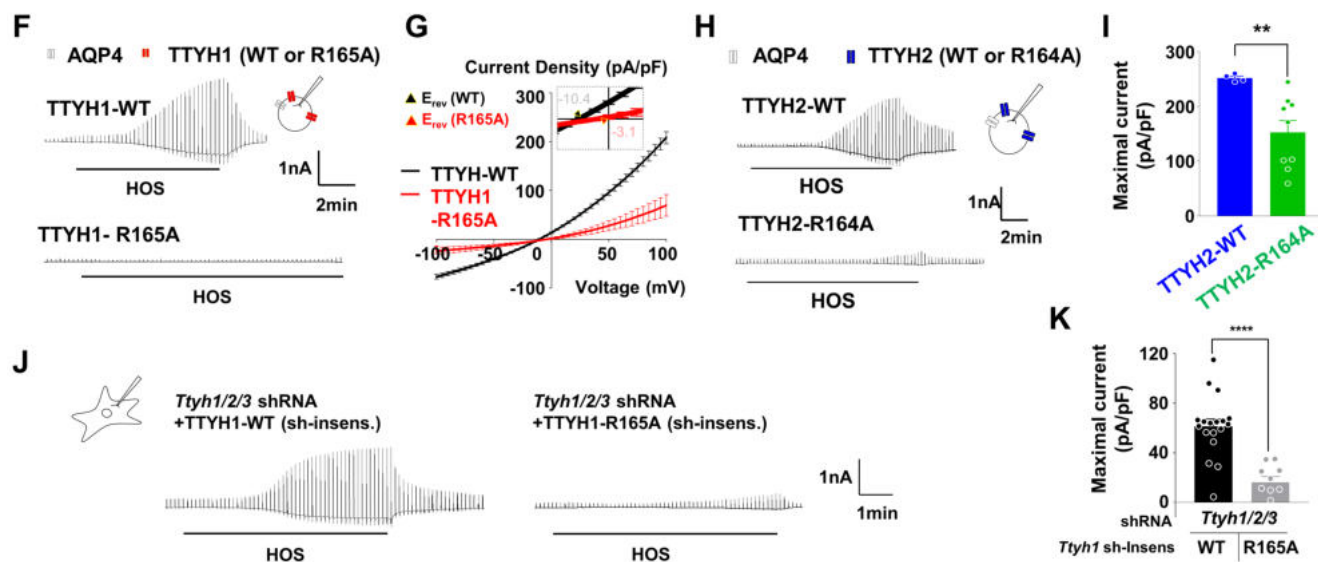 F
AQP4 TTYH1 (WT or R165A)
TTYH1-WT
HOS
1nA
2min
TTYH1- R165A
HOS
G
Current Density (pA/pF)
E_rev (WT)
E_rev (R165A)
-10.4
-3.1
300
200
100
TTYH-WT
TTYH1
-R165A
-100 -50 0 50 100
-100
Voltage (mV)
H
AQP4 TTYH2 (WT or R164A)
TTYH2-WT
HOS
1nA
2min
TTYH2-R164A
HOS
I
**
Maximal current
(pA/pF)
300
200
100
0
TTYH2-WT
TTYH2-R164A
J
Ttyh1/2/3 shRNA
+TTYH1-WT (sh-insens.)
HOS
Ttyh1/2/3 shRNA
+TTYH1-R165A (sh-insens.)
HOS
1nA
1min
K
****
Maximal current
(pA/pF)
120
80
40
0
shRNA Ttyh1/2/3
Ttyh1 sh-Insens WT R165A